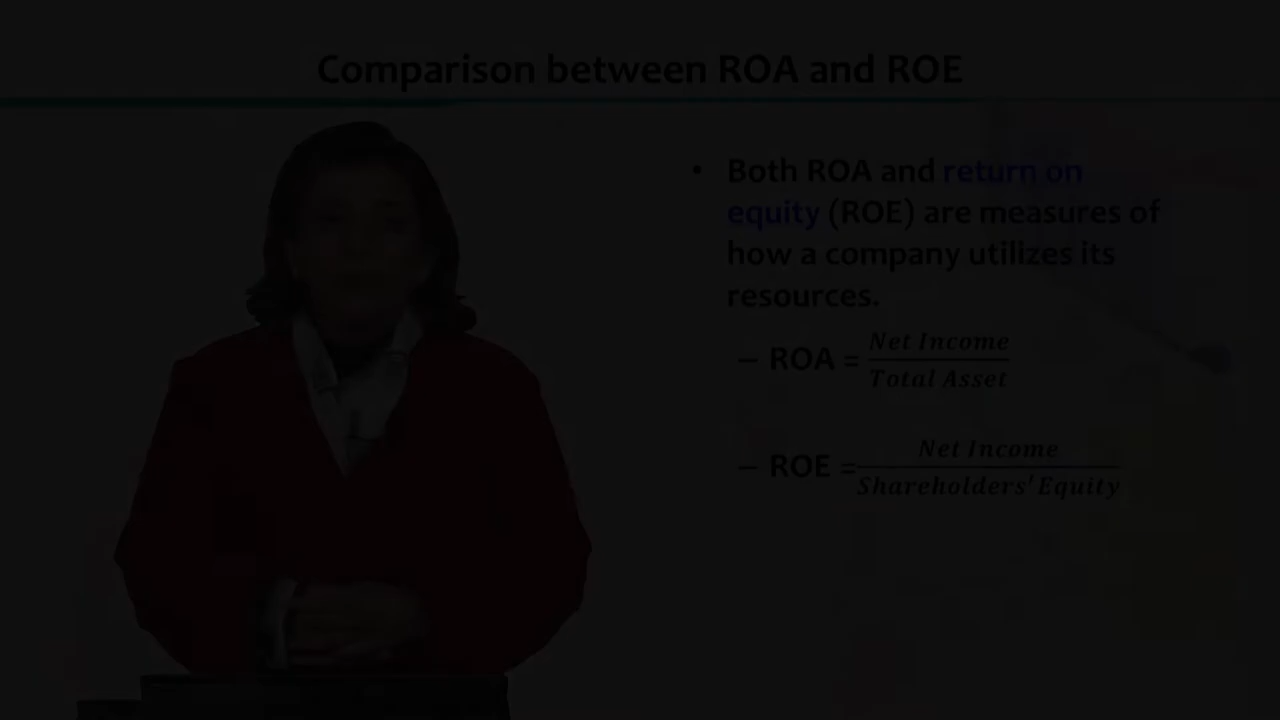 Comparison between ROA and ROE
• Both ROA and return on
equity (ROE) are measures of
how a company utilizes its
resources.
– ROA = Net Income
Total Asset
– ROE = Net Income
Shareholders' Equity